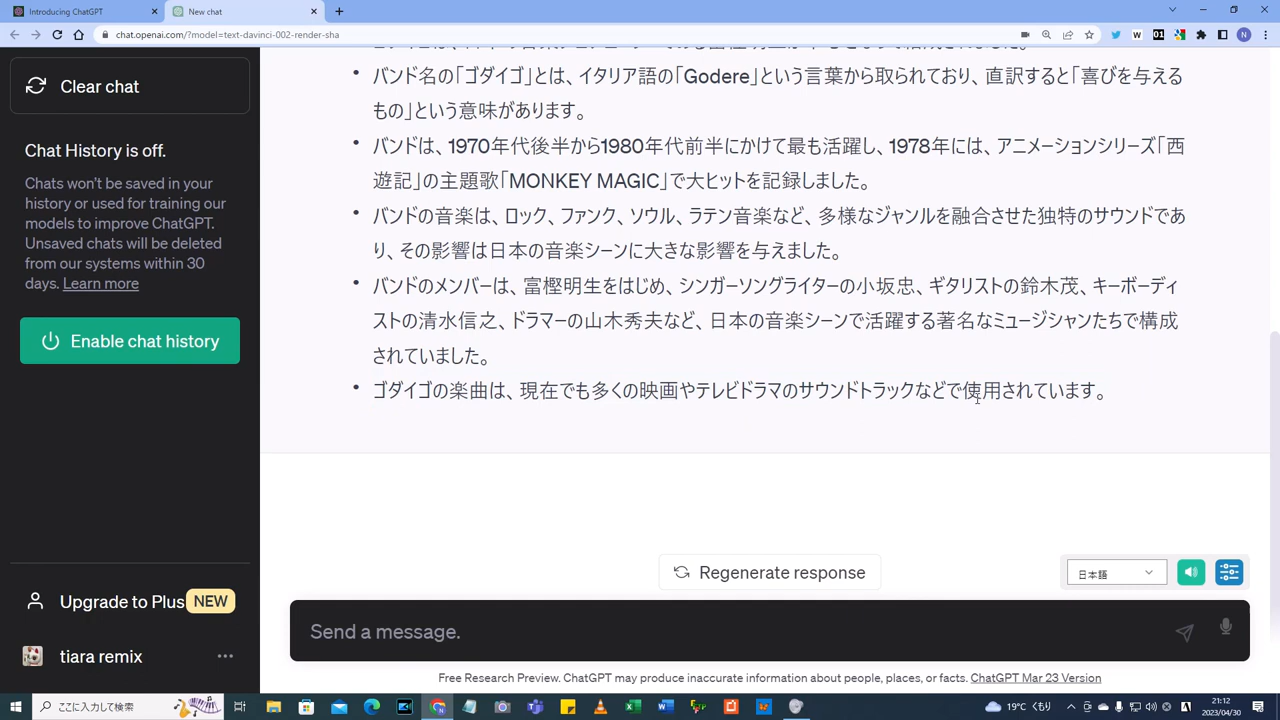 Introducing ChatGPT
New chat
chat.openai.com/?model=text-davinci-002-render-sha
Clear chat
Chat History is off.
Chats won't be saved in your
history or used for training our
models to improve ChatGPT.
Unsaved chats will be deleted
from our systems within 30
days. Learn more
Enable chat history
Upgrade to Plus NEW
tiara remix
• バンド名の「ゴダイゴ」とは、イタリア語の「Godere」という言葉から取られており、直訳すると「喜びを与える
もの」という意味があります。
• バンドは、1970年代後半から1980年代前半にかけて最も活躍し、1978年には、アニメーションシリーズ「西
遊記」の主題歌「MONKEY MAGIC」で大ヒットを記録しました。
• バンドの音楽は、ロック、ファンク、ソウル、ラテン音楽など、多様なジャンルを融合させた独特のサウンドであ
り、その影響は日本の音楽シーンに大きな影響を与えました。
• バンドのメンバーは、富樫明生をはじめ、シンガーソングライターの小坂忠、ギタリストの鈴木茂、キーボーディ
ストの清水信之、ドラマーの山木秀夫など、日本の音楽シーンで活躍する著名なミュージシャンたちで構成
されていました。
• ゴダイゴの楽曲は、現在でも多くの映画やテレビドラマのサウンドトラックなどで使用されています。
Regenerate response
日本語
Send a message.
Free Research Preview. ChatGPT may produce inaccurate information about people, places, or facts. ChatGPT Mar 23 Version
ここに入力して検索
19℃ くもり
21:12
2023/04/30